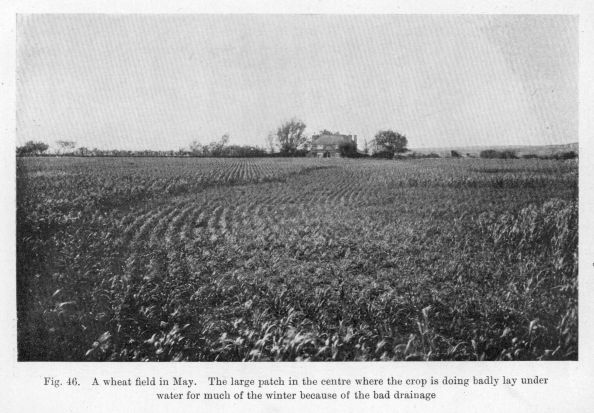 Fig. 46. A wheat field in May. The large patch in the centre where the crop is doing badly lay under
water for much of the winter because of the bad drainage